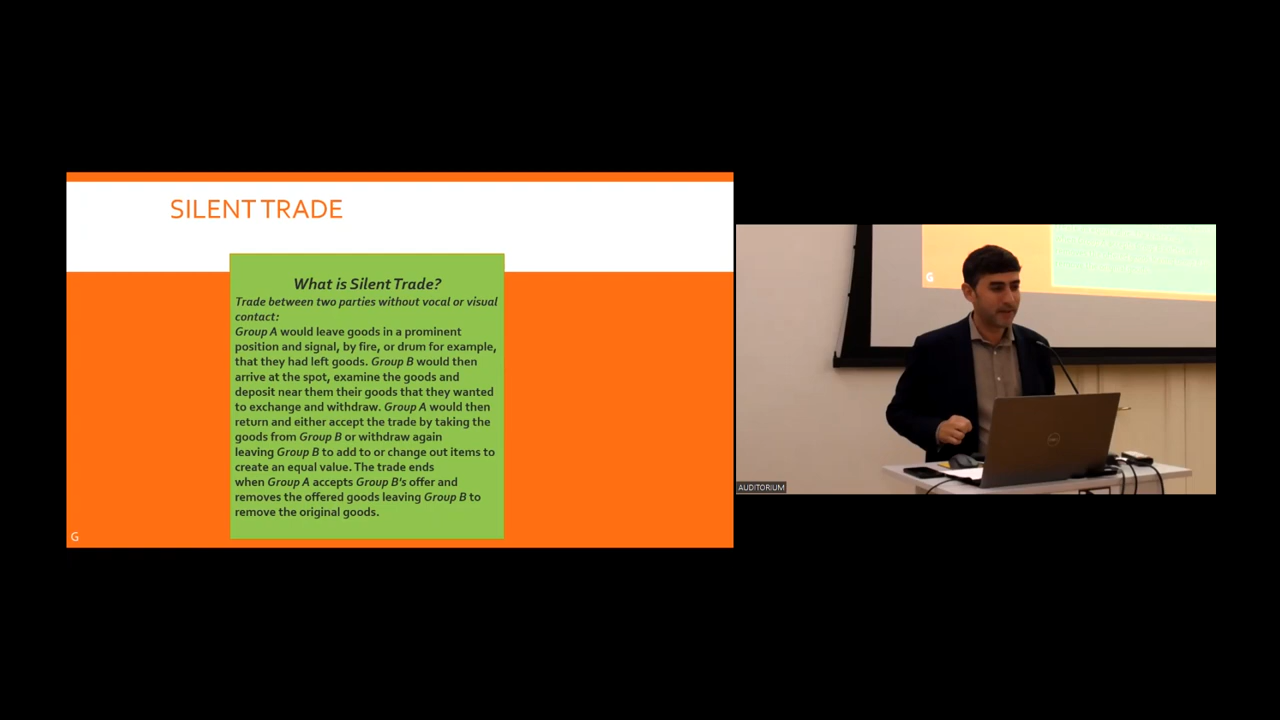 SILENT TRADE
What is Silent Trade?
Trade between two parties without vocal or visual
contact:
Group A would leave goods in a prominent
position and signal, by fire, or drum for example,
that they had left goods. Group B would then
arrive at the spot, examine the goods and
deposit near them their goods that they wanted
to exchange and withdraw. Group A would then
return and either accept the trade by taking the
goods from Group B or withdraw again
leaving Group B to add to or change out items to
create an equal value. The trade ends
when Group A accepts Group B's offer and
removes the offered goods leaving Group B to
remove the original goods.
G
G
DELL
AUDITORIUM